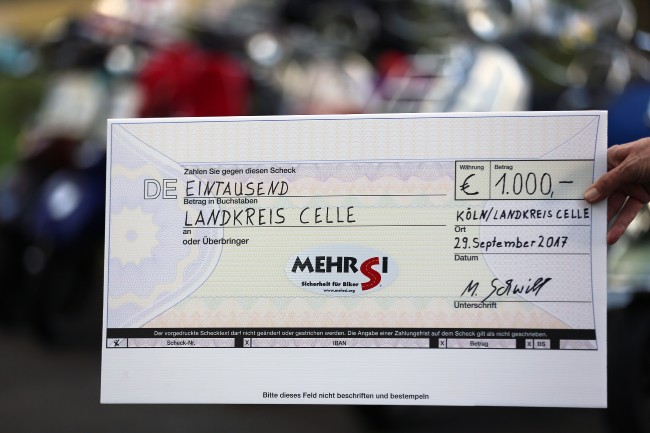 Zahlen Sie gegen diesen Scheck
DE EINTAUSEND
Betrag in Buchstaben
LANDKREIS CELLE
an
oder Überbringer
Währung Betrag
€ 1.000,–
KÖLN/LANDKREIS CELLE
Ort
29. September 2017
Datum
M. Schwill
Unterschrift
MEHRSI
Sicherheit für Biker
www.mehrsi.org
Der vorgedruckte Schecktext darf nicht geändert oder gestrichen werden. Die Angabe einer Zahlungsfrist auf dem Scheck gilt als nicht geschrieben.
X Scheck-Nr. X IBAN X Betrag X BS
Bitte dieses Feld nicht beschriften und bestempeln